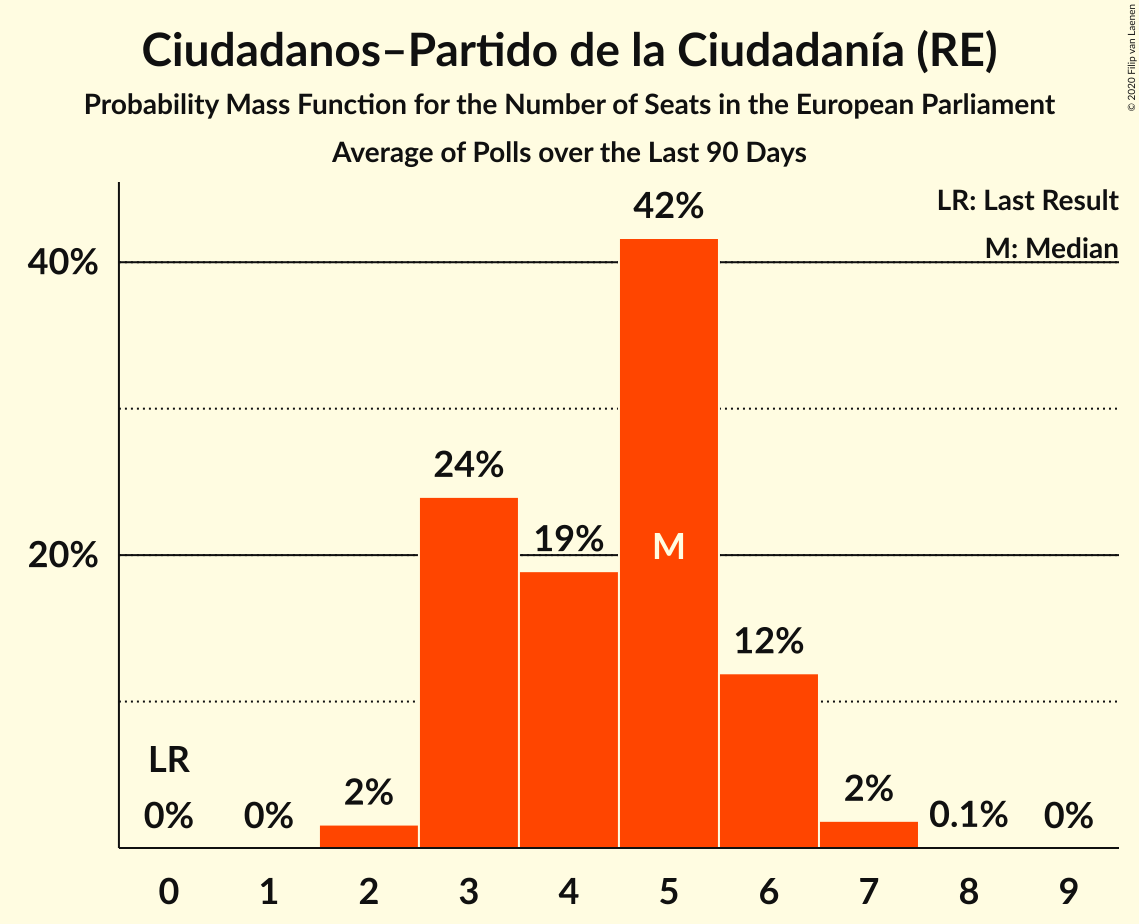 Ciudadanos–Partido de la Ciudadanía (RE)
Probability Mass Function for the Number of Seats in the European Parliament
Average of Polls over the Last 90 Days
© 2020 Filip van Laenen
LR: Last Result
M: Median
40%
20%
LR
0%
0%
2%
24%
19%
42%
M
12%
2%
0.1%
0%
0 1 2 3 4 5 6 7 8 9